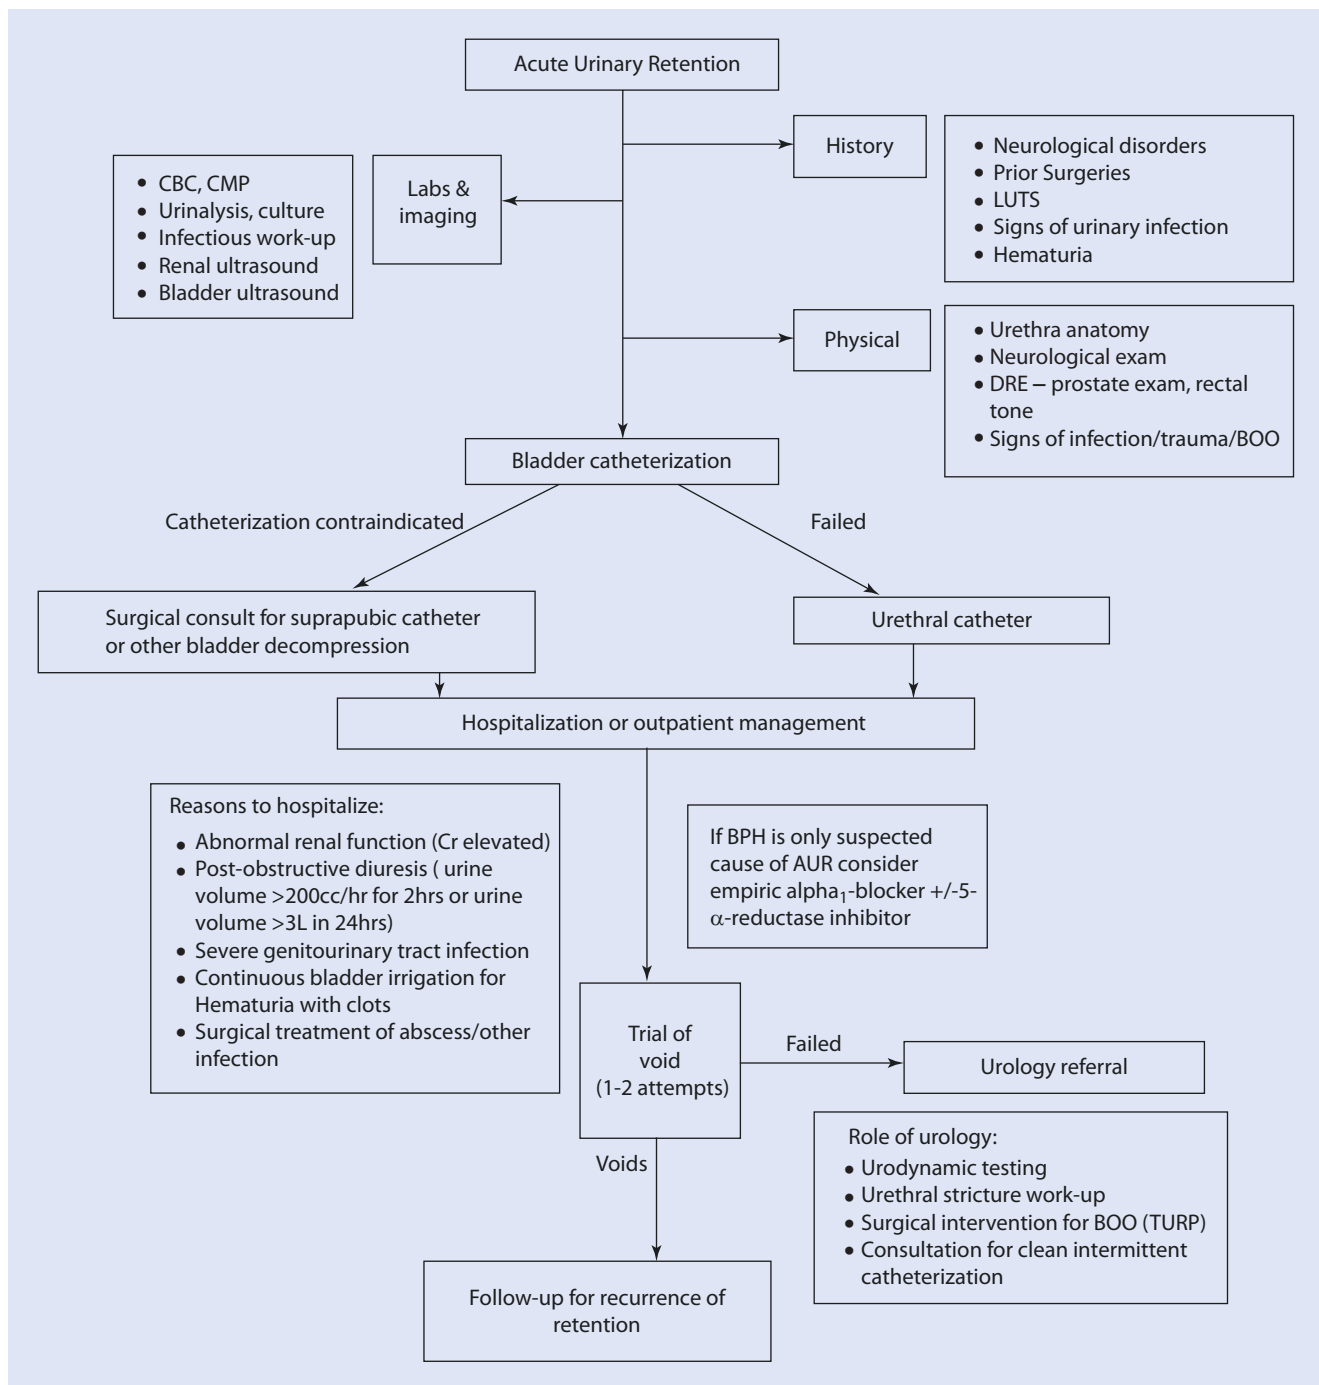 Acute Urinary Retention
History
• Neurological disorders
• Prior Surgeries
• LUTS
• Signs of urinary infection
• Hematuria
Labs &
imaging
• CBC, CMP
• Urinalysis, culture
• Infectious work-up
• Renal ultrasound
• Bladder ultrasound
Physical
• Urethra anatomy
• Neurological exam
• DRE – prostate exam, rectal
tone
• Signs of infection/trauma/BOO
Bladder catheterization
Catheterization contraindicated
Failed
Surgical consult for suprapubic catheter
or other bladder decompression
Urethral catheter
Hospitalization or outpatient management
Reasons to hospitalize:
• Abnormal renal function (Cr elevated)
• Post-obstructive diuresis ( urine
volume >200cc/hr for 2hrs or urine
volume >3L in 24hrs)
• Severe genitourinary tract infection
• Continuous bladder irrigation for
Hematuria with clots
• Surgical treatment of abscess/other
infection
If BPH is only suspected
cause of AUR consider
empiric alpha₁-blocker +/-5-
α-reductase inhibitor
Trial of
void
(1-2 attempts)
Failed
Urology referral
Role of urology:
• Urodynamic testing
• Urethral stricture work-up
• Surgical intervention for BOO (TURP)
• Consultation for clean intermittent
catheterization
Voids
Follow-up for recurrence of
retention